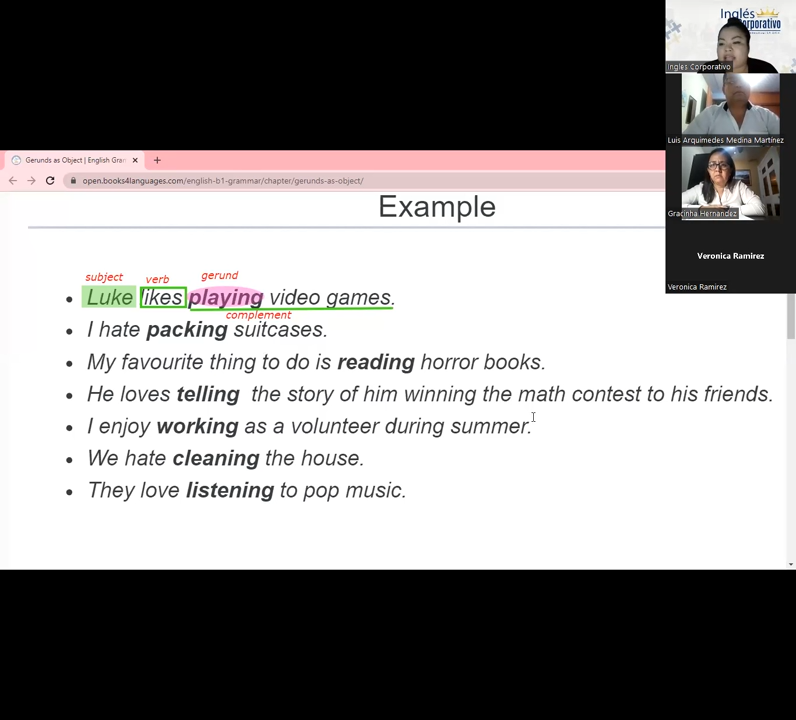 Inglés
Corporativo
Ingles Corporativo
Luis Arquimedes Medina Martínez
Gracinha Hernandez
Veronica Ramirez
Veronica Ramirez
Gerunds as Object | English Gra
open.books4languages.com/english-b1-grammar/chapter/gerunds-as-object/
Example
subject verb gerund
Luke likes playing video games.
complement
I hate packing suitcases.
My favourite thing to do is reading horror books.
He loves telling the story of him winning the math contest to his friends.
I enjoy working as a volunteer during summer.
We hate cleaning the house.
They love listening to pop music.